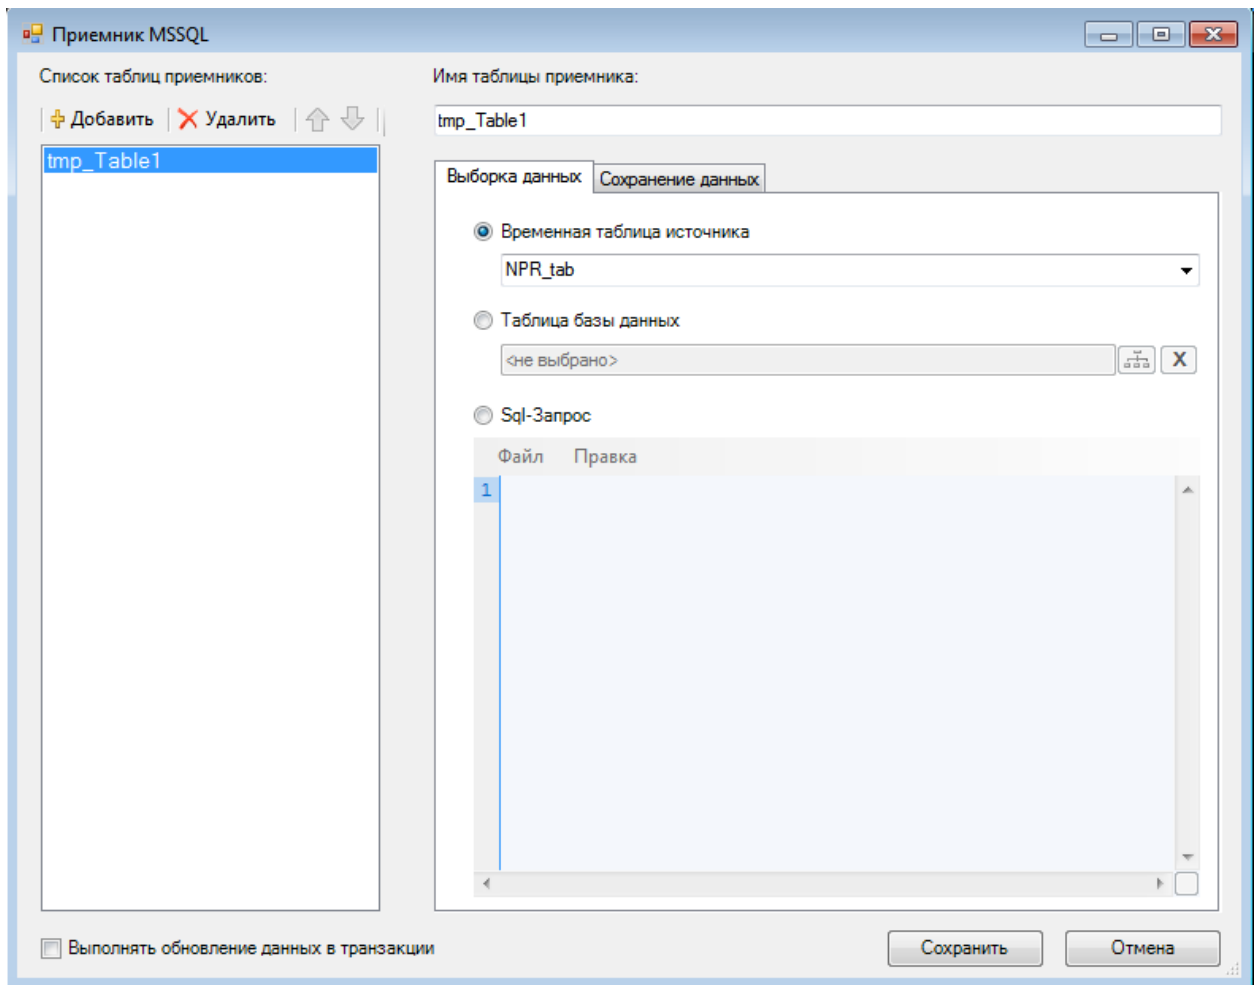 Приемник MSSQL
Список таблиц приемников:
Добавить Удалить
tmp_Table1
Имя таблицы приемника:
tmp_Table1
Выборка данных Сохранение данных
Временная таблица источника
NPR_tab
Таблица базы данных
<не выбрано> X
Sql-Запрос
Файл Правка
1
Выполнять обновление данных в транзакции
Сохранить Отмена